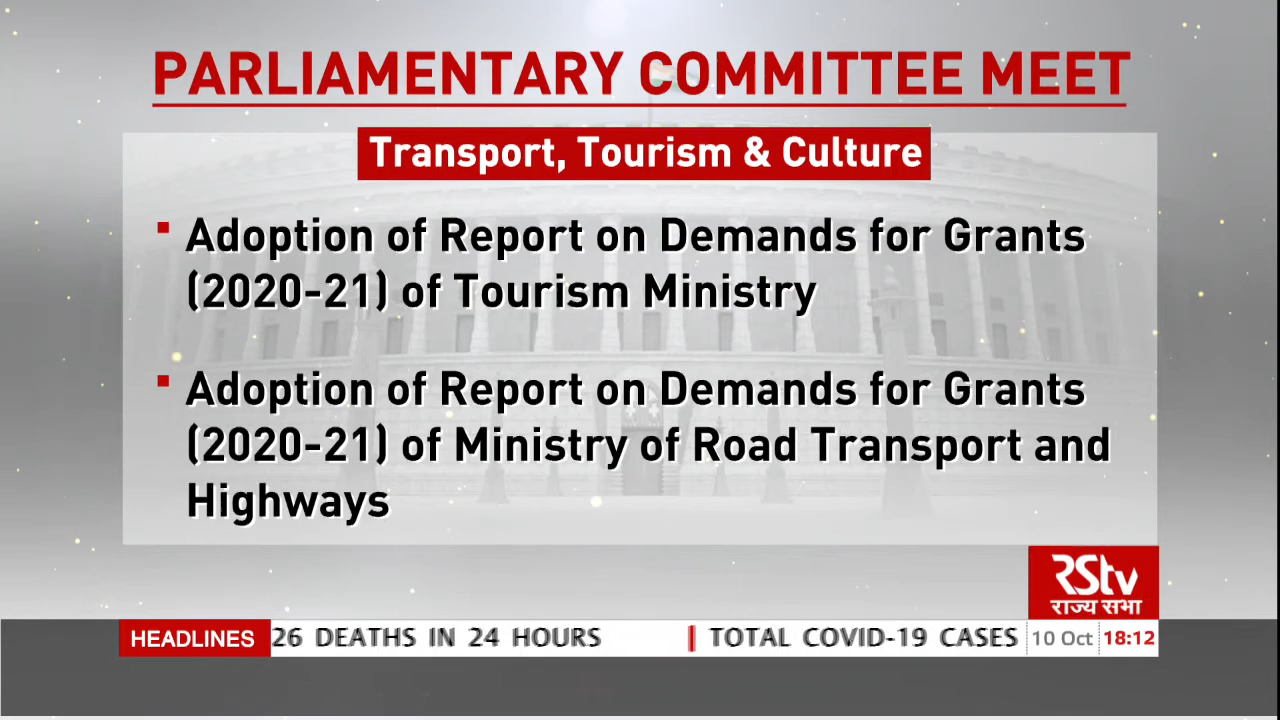 PARLIAMENTARY COMMITTEE MEET
Transport, Tourism & Culture
Adoption of Report on Demands for Grants
(2020-21) of Tourism Ministry
Adoption of Report on Demands for Grants
(2020-21) of Ministry of Road Transport and
Highways
RStv
राज्य सभा
HEADLINES 26 DEATHS IN 24 HOURS | TOTAL COVID-19 CASES 10 Oct 18:12